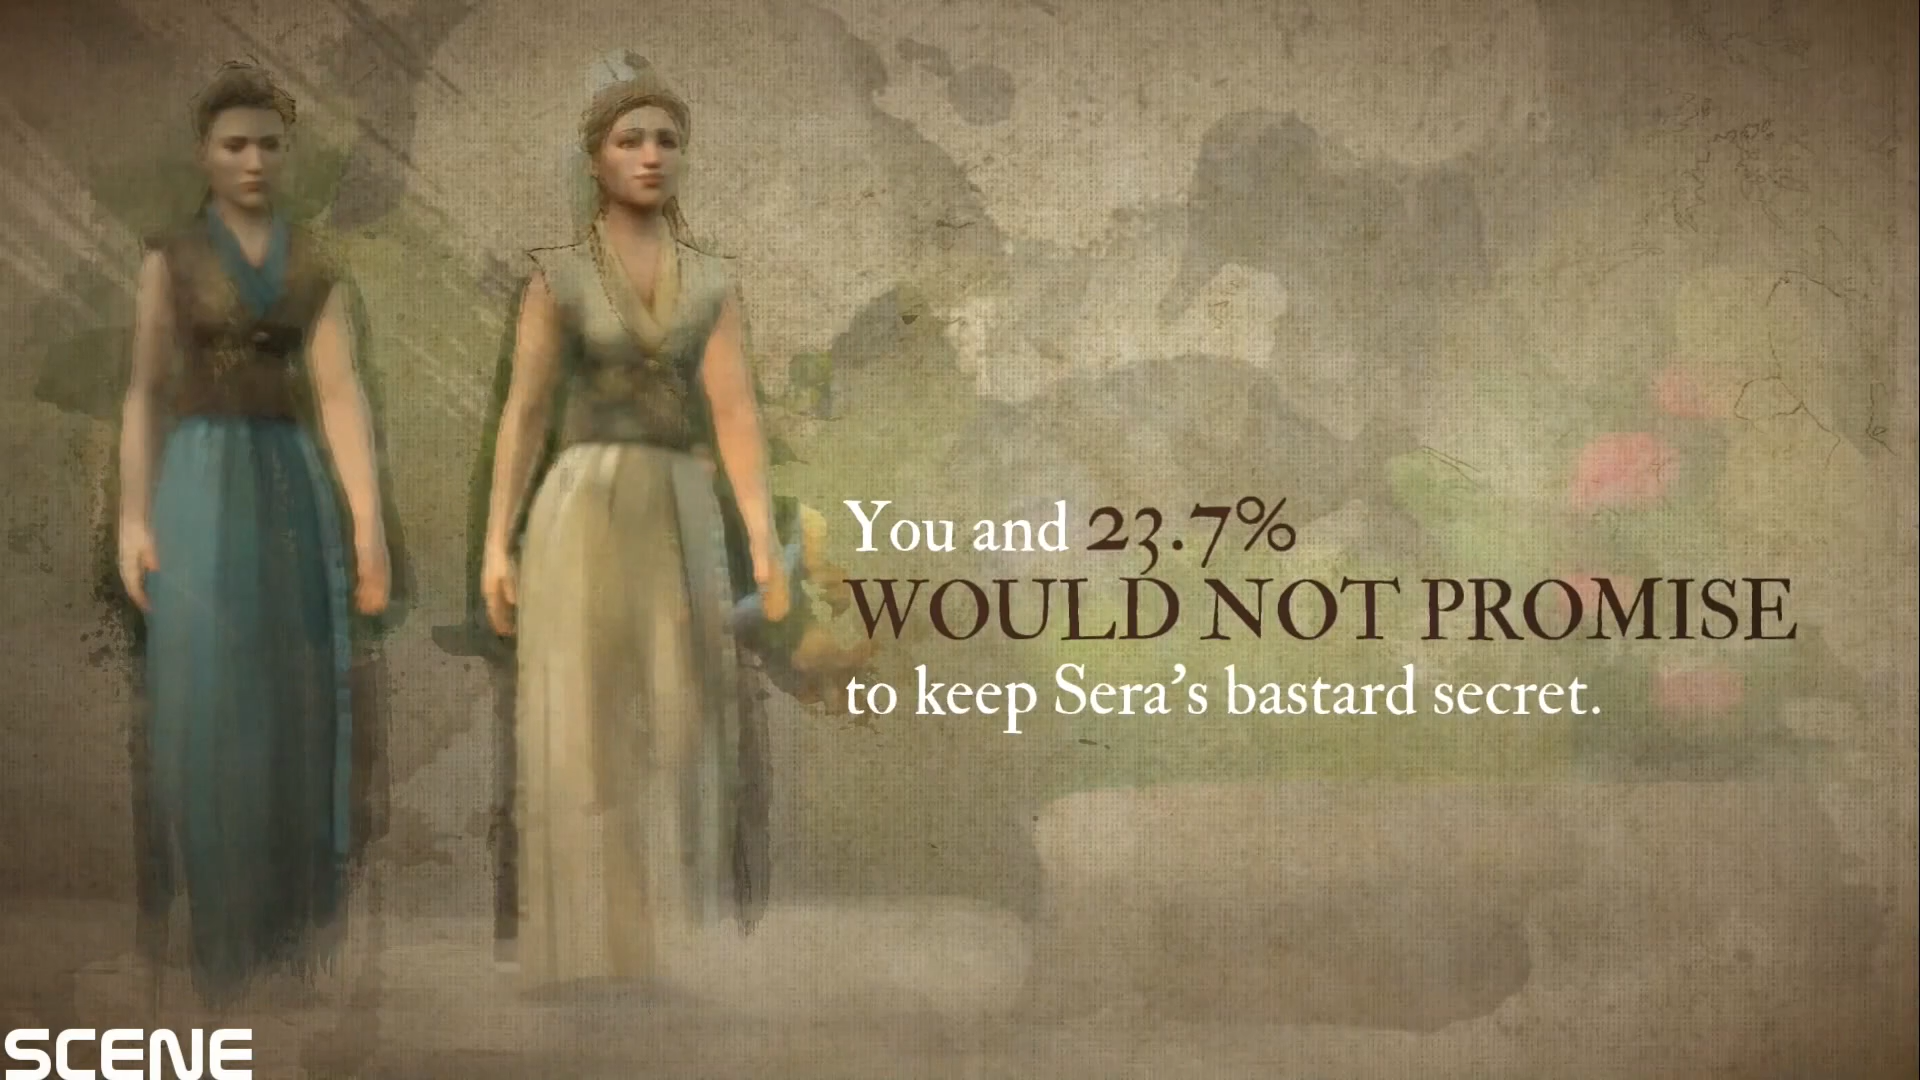 You and 23.7%
WOULD NOT PROMISE
to keep Sera's bastard secret.
SCENE